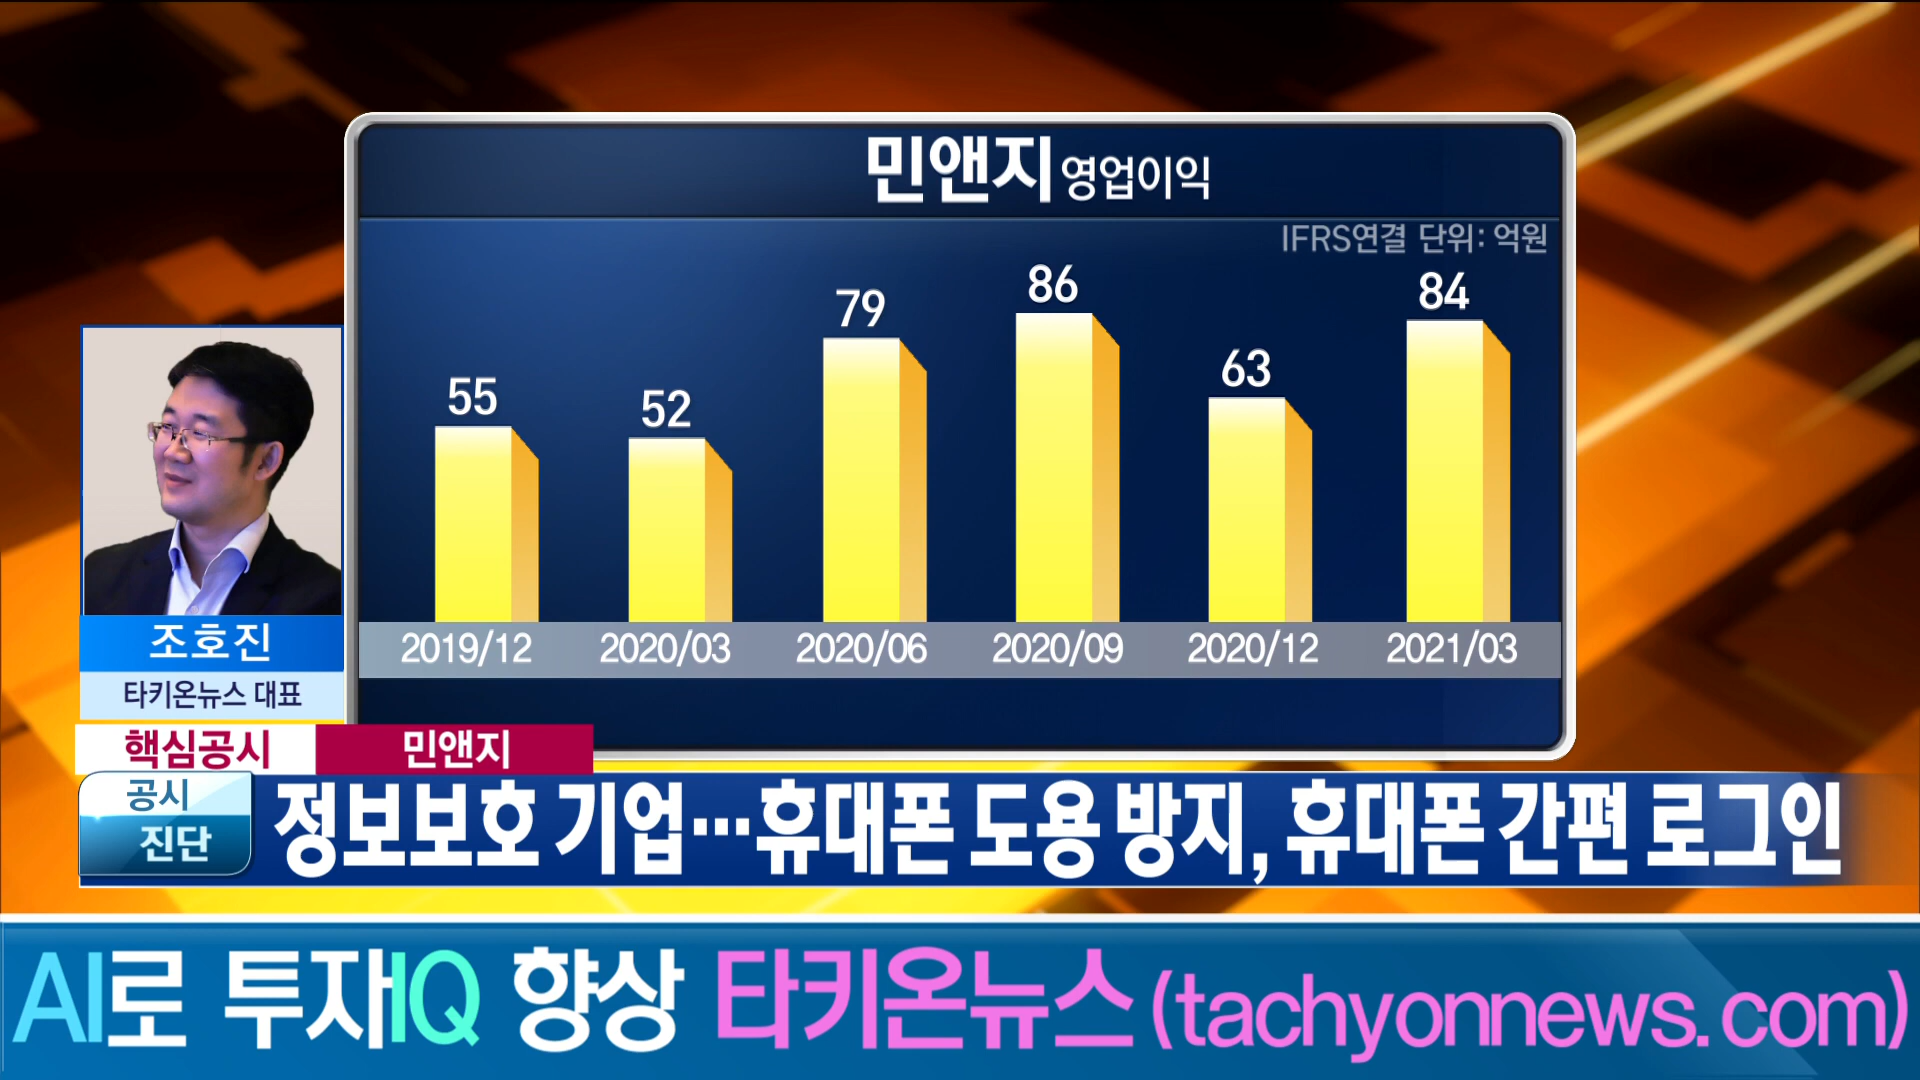 민앤지 영업이익
IFRS연결 단위: 억원
55
52
79
86
63
84
2019/12
2020/03
2020/06
2020/09
2020/12
2021/03
조호진
타키온뉴스 대표
핵심공시
민앤지
공시
진단
정보보호 기업…휴대폰 도용 방지, 휴대폰 간편 로그인
AI로 투자IQ 향상 타키온뉴스 (tachyonnews.com)